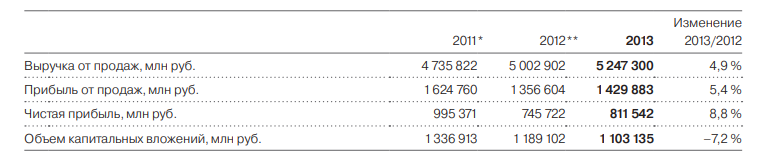 Изменение
2011* 2012** 2013 2013/2012
Выручка от продаж, млн руб. 4 735 822 5 002 902 5 247 300 4,9 %
Прибыль от продаж, млн руб. 1 624 760 1 356 604 1 429 883 5,4 %
Чистая прибыль, млн руб. 995 371 745 722 811 542 8,8 %
Объем капитальных вложений, млн руб. 1 336 913 1 189 102 1 103 135 –7,2 %